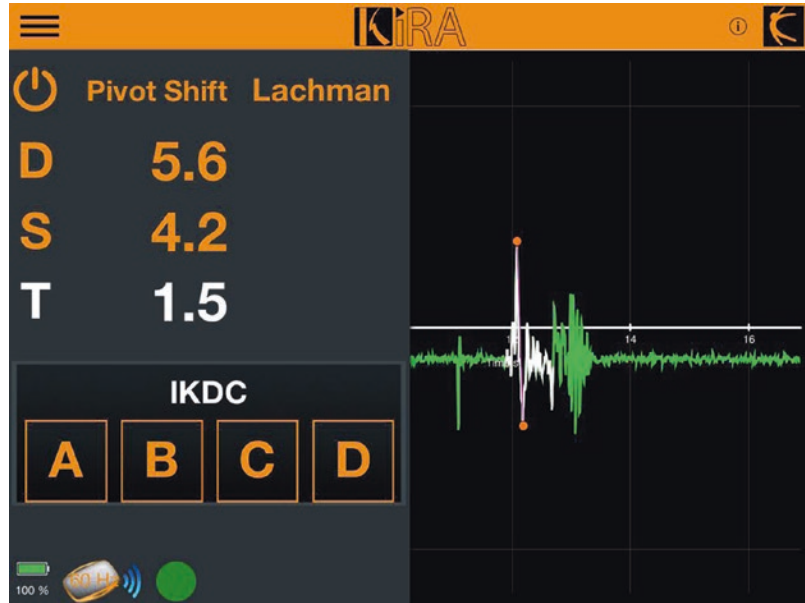 KiRA
Pivot Shift Lachman
D 5.6
S 4.2
T 1.5
IKDC
A B C D
100 %
14
16